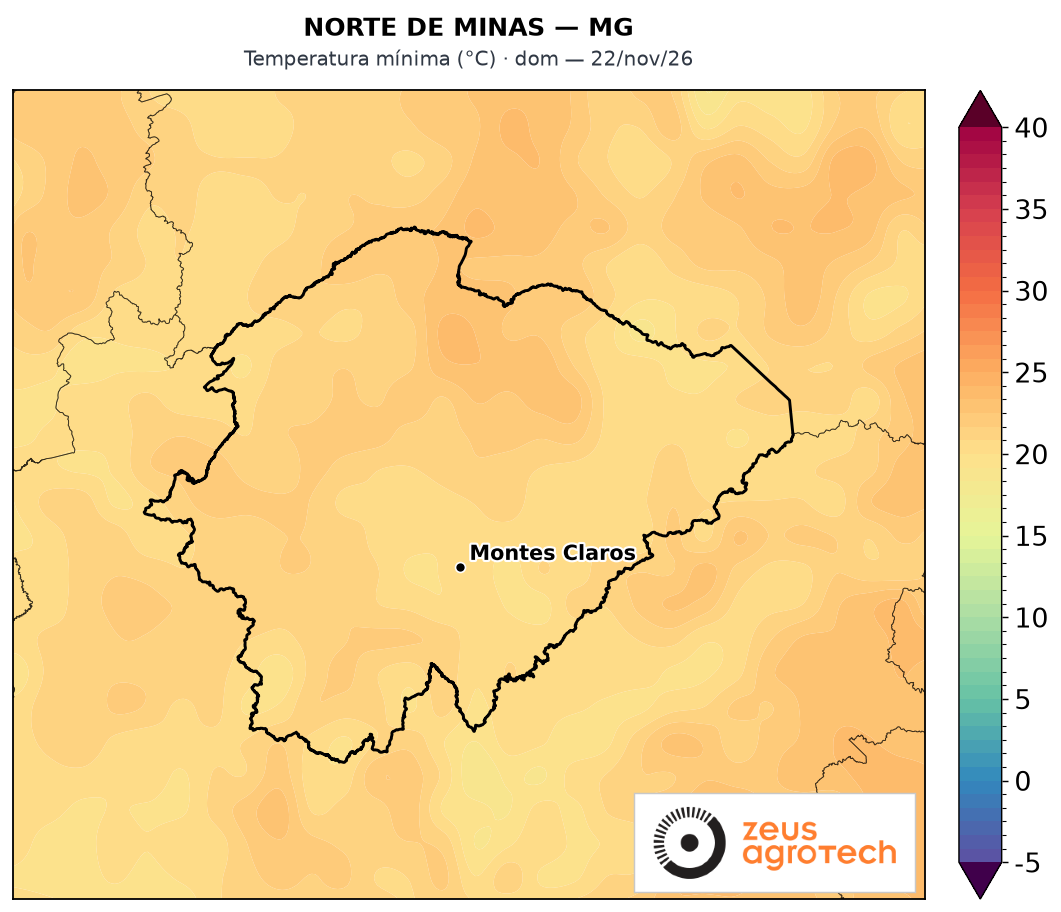 NORTE DE MINAS — MG
Temperatura mínima (°C) · dom — 22/nov/26
Montes Claros
40
35
30
25
20
15
10
5
0
-5
zeus
agrotech